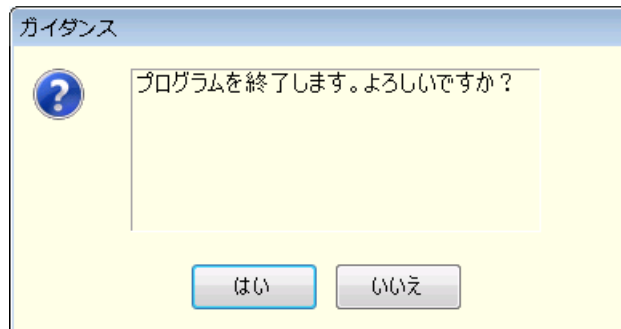 ガイダンス
プログラムを終了します。よろしいですか？
はい
いいえ